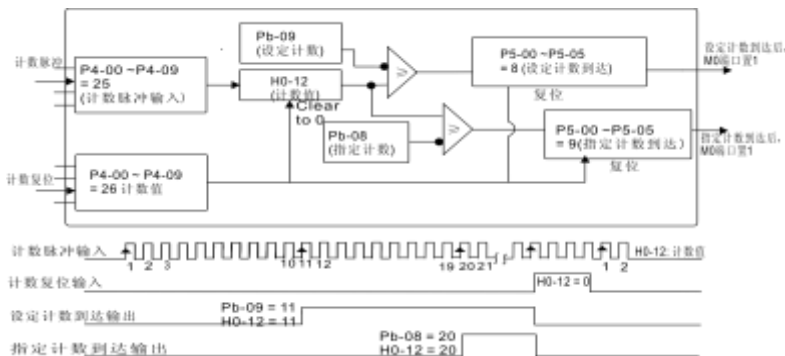 Pb-09
(设定计数)
计数脉冲
P4-00 ~P4-09
= 25
(计数脉冲输入)
H0-12
(计数值)
Clear
to 0
P5-00 ~P5-05
= 8 (设定计数到达)
复位
设定计数到达后,
M0端口置1
Pb-08
(指定计数)
P5-00 ~P5-05
= 9(指定计数到达)
复位
指定计数到达后,
M0端口置1
计数复位
P4-00 ~ P4-09
= 26 计数值
计数脉冲输入
H0-12: 计数值
1 2 3 10 11 12 19 20 21 1 2
计数复位输入
H0-12 = 0
设定计数到达输出
Pb-09 = 11
H0-12 = 11
指定计数到达输出
Pb-08 = 20
H0-12 = 20